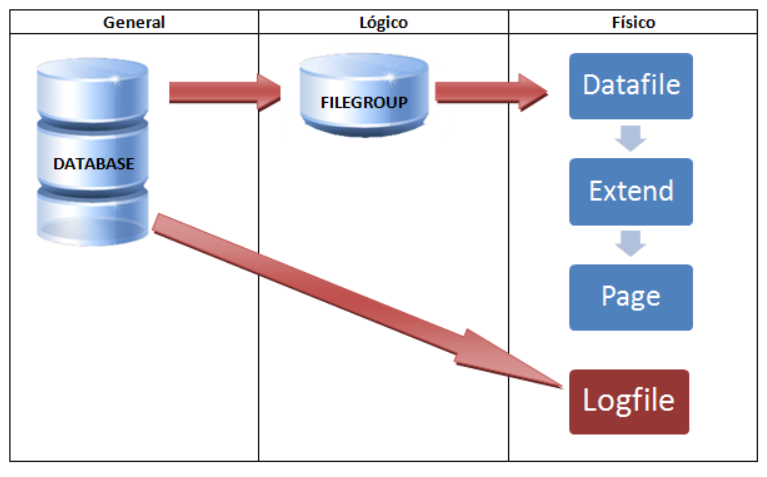 General
Lógico
Físico
DATABASE
FILEGROUP
Datafile
Extend
Page
Logfile